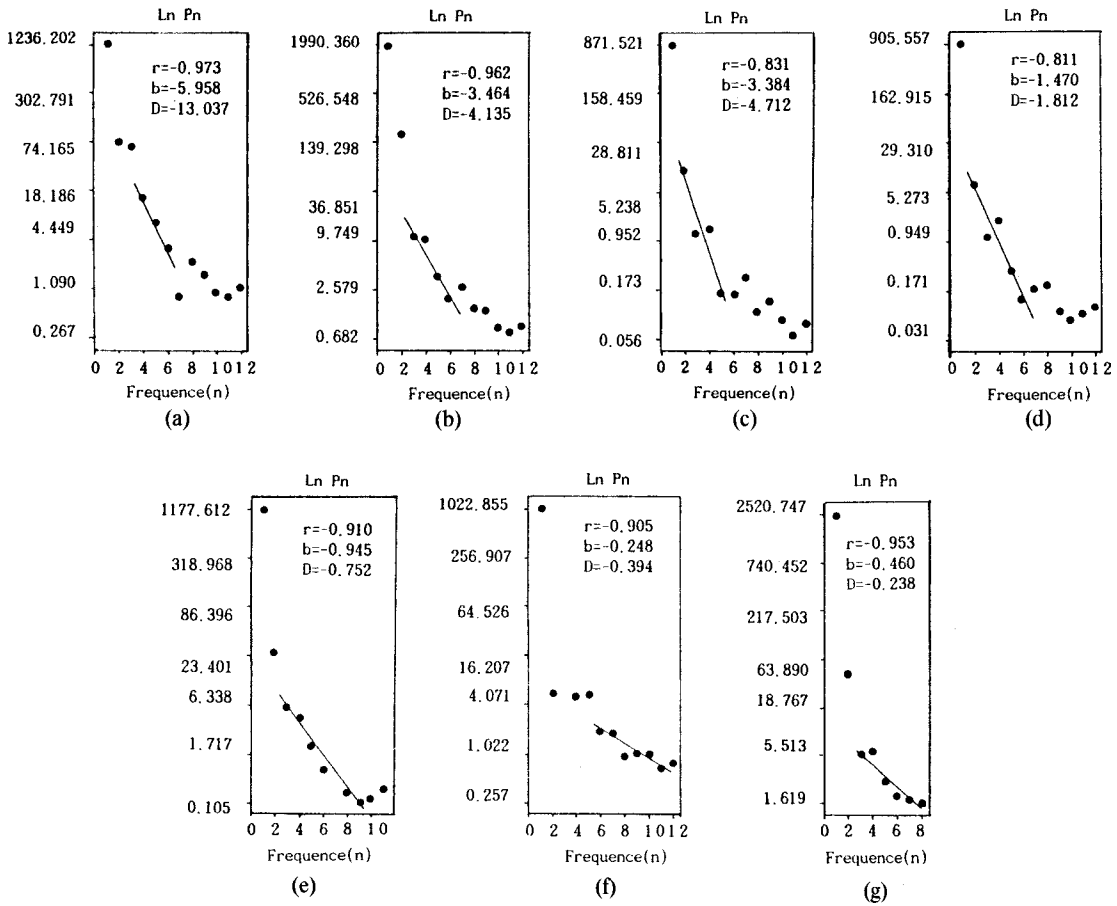 Ln Pn
1236.202
302.791
74.165
18.186
4.449
1.090
0.267
r=-0.973
b=-5.958
D=-13.037
0 2 4 6 8 1012
Frequence(n)
(a)
Ln Pn
1990.360
526.548
139.298
36.851
9.749
2.579
0.682
r=-0.962
b=-3.464
D=-4.135
0 2 4 6 8 1012
Frequence(n)
(b)
Ln Pn
871.521
158.459
28.811
5.238
0.952
0.173
0.056
r=-0.831
b=-3.384
D=-4.712
0 2 4 6 8 1012
Frequence(n)
(c)
Ln Pn
905.557
162.915
29.310
5.273
0.949
0.171
0.031
r=-0.811
b=-1.470
D=-1.812
0 2 4 6 8 1012
Frequence(n)
(d)
Ln Pn
1177.612
318.968
86.396
23.401
6.338
1.717
0.105
r=-0.910
b=-0.945
D=-0.752
0 2 4 6 8 10
Frequence(n)
(e)
Ln Pn
1022.855
256.907
64.526
16.207
4.071
1.022
0.257
r=-0.905
b=-0.248
D=-0.394
0 2 4 6 8 1012
Frequence(n)
(f)
Ln Pn
2520.747
740.452
217.503
63.890
18.767
5.513
1.619
r=-0.953
b=-0.460
D=-0.238
0 2 4 6 8
Frequence(n)
(g)